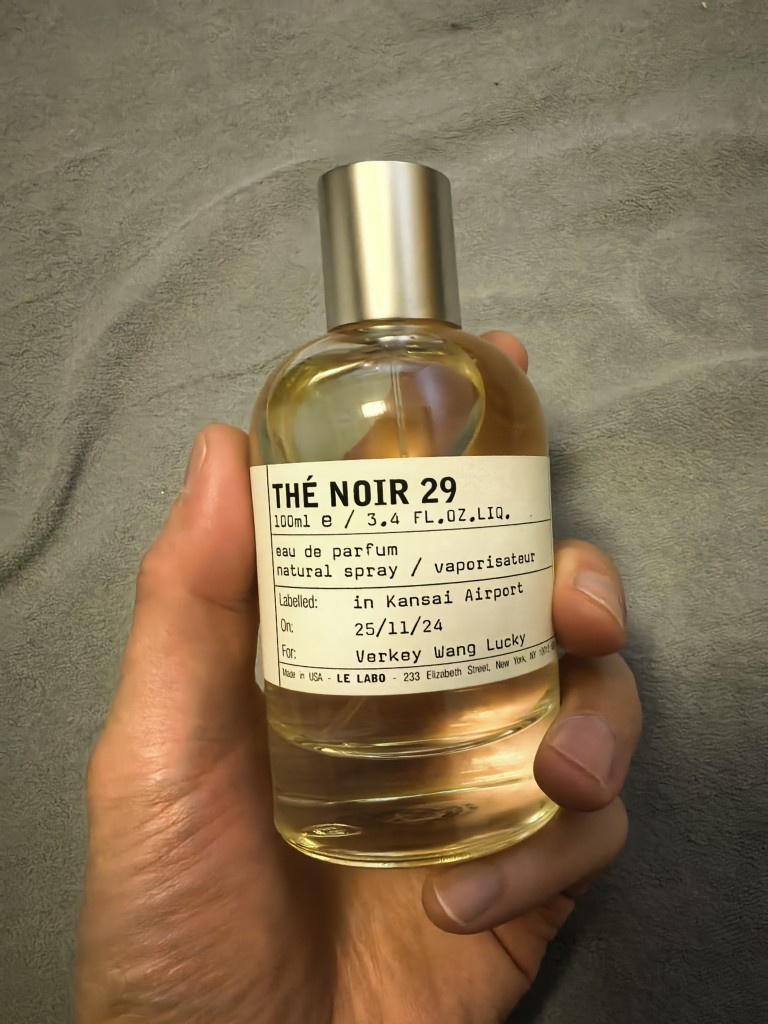 THÉ NOIR 29
100ml e / 3.4 FL.OZ.LIQ.
eau de parfum
natural spray / vaporisateur
Labelled: in Kansai Airport
On: 25/11/24
For: Verkey Wang Lucky
Made in USA - LE LABO - 233 Elizabeth Street, New York, NY